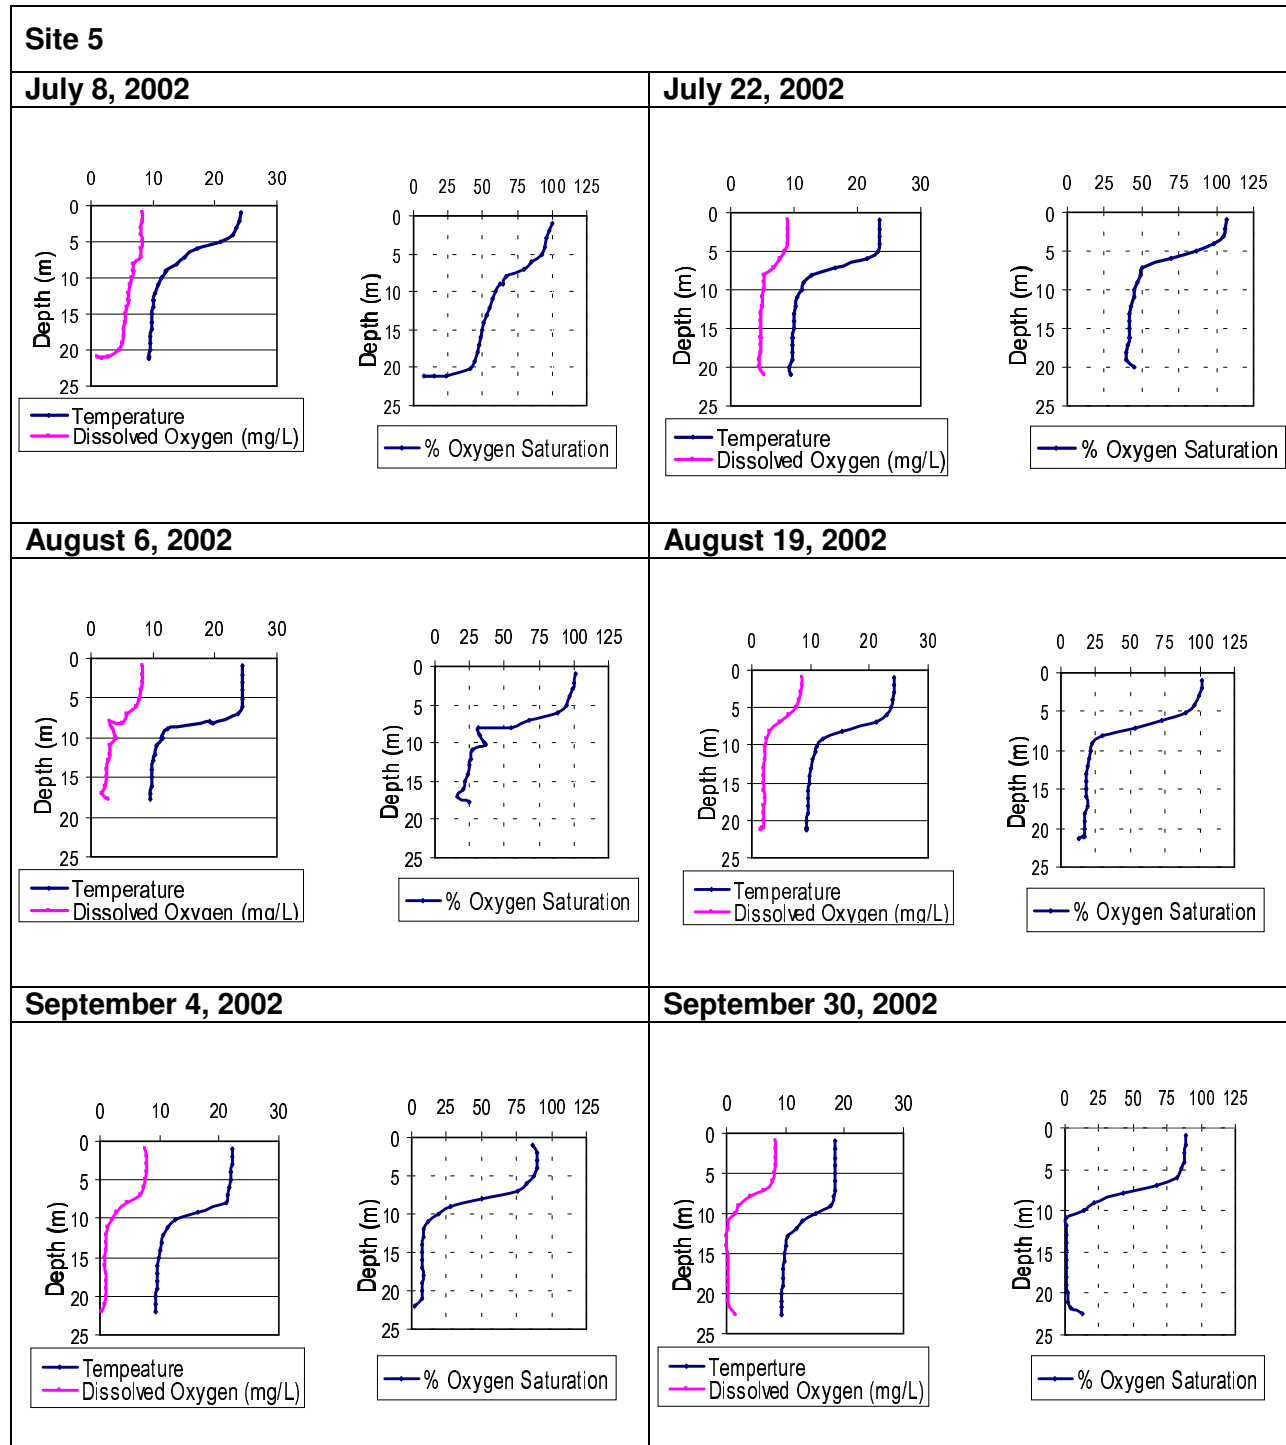 Site 5
July 8, 2002
July 22, 2002
0 10 20 30
0
5
10
15
20
25
Depth (m)
Temperature
Dissolved Oxygen (mg/L)
0 25 50 75 100 125
0
5
10
15
20
25
Depth (m)
% Oxygen Saturation
0 10 20 30
0
5
10
15
20
25
Depth (m)
Temperature
Dissolved Oxygen (mg/L)
0 25 50 75 100 125
0
5
10
15
20
25
Depth (m)
% Oxygen Saturation
August 6, 2002
August 19, 2002
0 10 20 30
0
5
10
15
20
25
Depth (m)
Temperature
Dissolved Oxygen (mg/L)
0 25 50 75 100 125
0
5
10
15
20
25
Depth (m)
% Oxygen Saturation
0 10 20 30
0
5
10
15
20
25
Depth (m)
Temperature
Dissolved Oxygen (mg/L)
0 25 50 75 100 125
0
5
10
15
20
25
Depth (m)
% Oxygen Saturation
September 4, 2002
September 30, 2002
0 10 20 30
0
5
10
15
20
25
Depth (m)
Tempeature
Dissolved Oxygen (mg/L)
0 25 50 75 100 125
0
5
10
15
20
25
Depth (m)
% Oxygen Saturation
0 10 20 30
0
5
10
15
20
25
Depth (m)
Temperture
Dissolved Oxygen (mg/L)
0 25 50 75 100 125
0
5
10
15
20
25
Depth (m)
% Oxygen Saturation